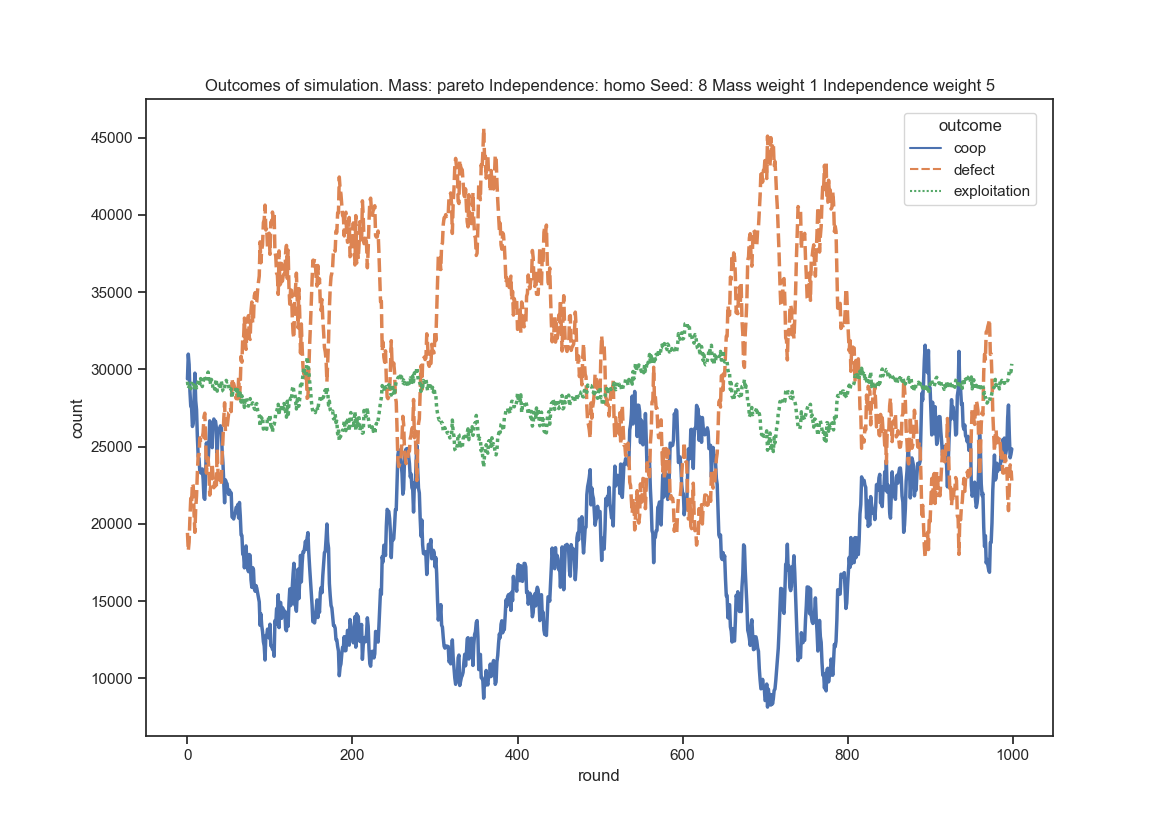 Outcomes of simulation. Mass: pareto Independence: homo Seed: 8 Mass weight 1 Independence weight 5
outcome
coop
defect
exploitation
45000
40000
35000
30000
25000
20000
15000
10000
count
0 200 400 600 800 1000
round